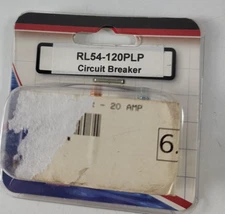 RL54-120PLP
Circuit Breaker
- 20 AMP
6.